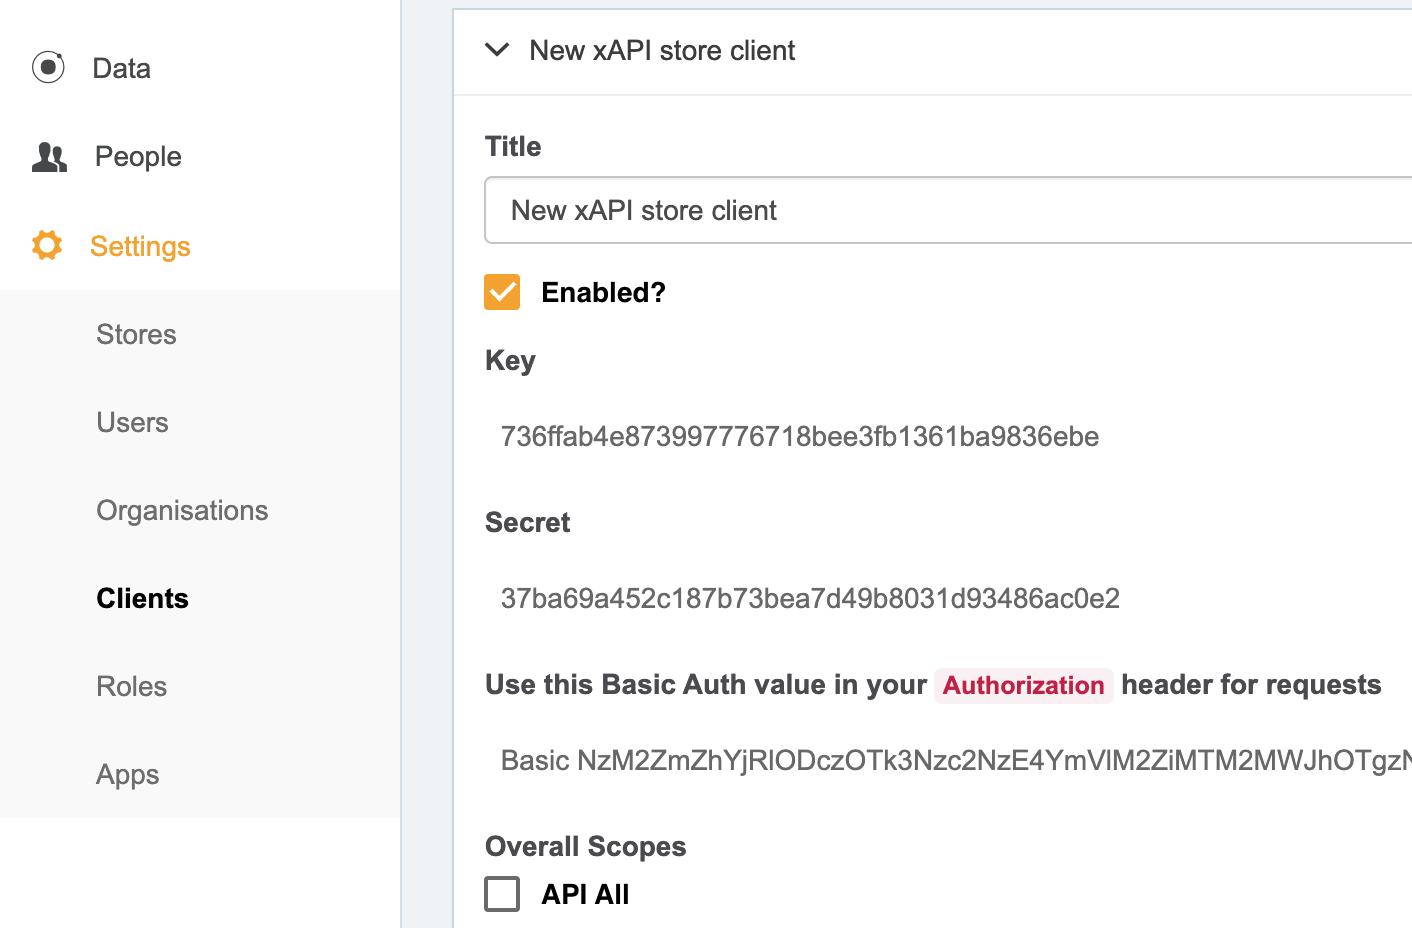 Data
People
Settings
Stores
Users
Organisations
Clients
Roles
Apps
New xAPI store client
Title
New xAPI store client
Enabled?
Key
736ffab4e873997776718bee3fb1361ba9836ebe
Secret
37ba69a452c187b73bea7d49b8031d93486ac0e2
Use this Basic Auth value in your Authorization header for requests
Basic NzM2ZmZhYjRlODczOTk3Nzc2NzE4YmVlM2ZiMTM2MWJhOTgzN
Overall Scopes
API All